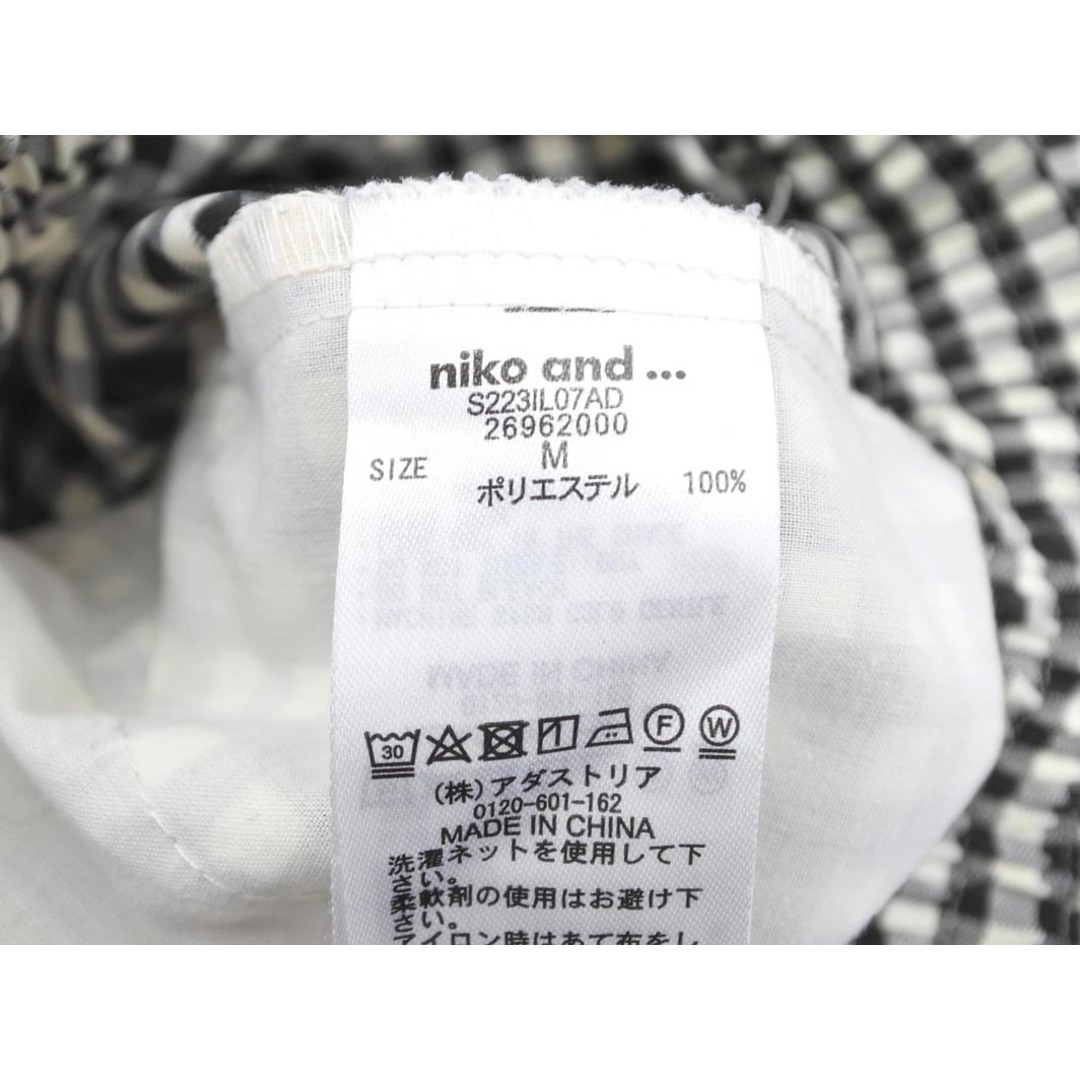 niko and ...
S223IL07AD
26962000
SIZE M
ポリエステル 100%
30 F W
(株)アダストリア
0120-601-162
MADE IN CHINA
洗濯ネットを使用して下
さい。
柔軟剤の使用はお避け下
さい。
アイロン時はあて布をし